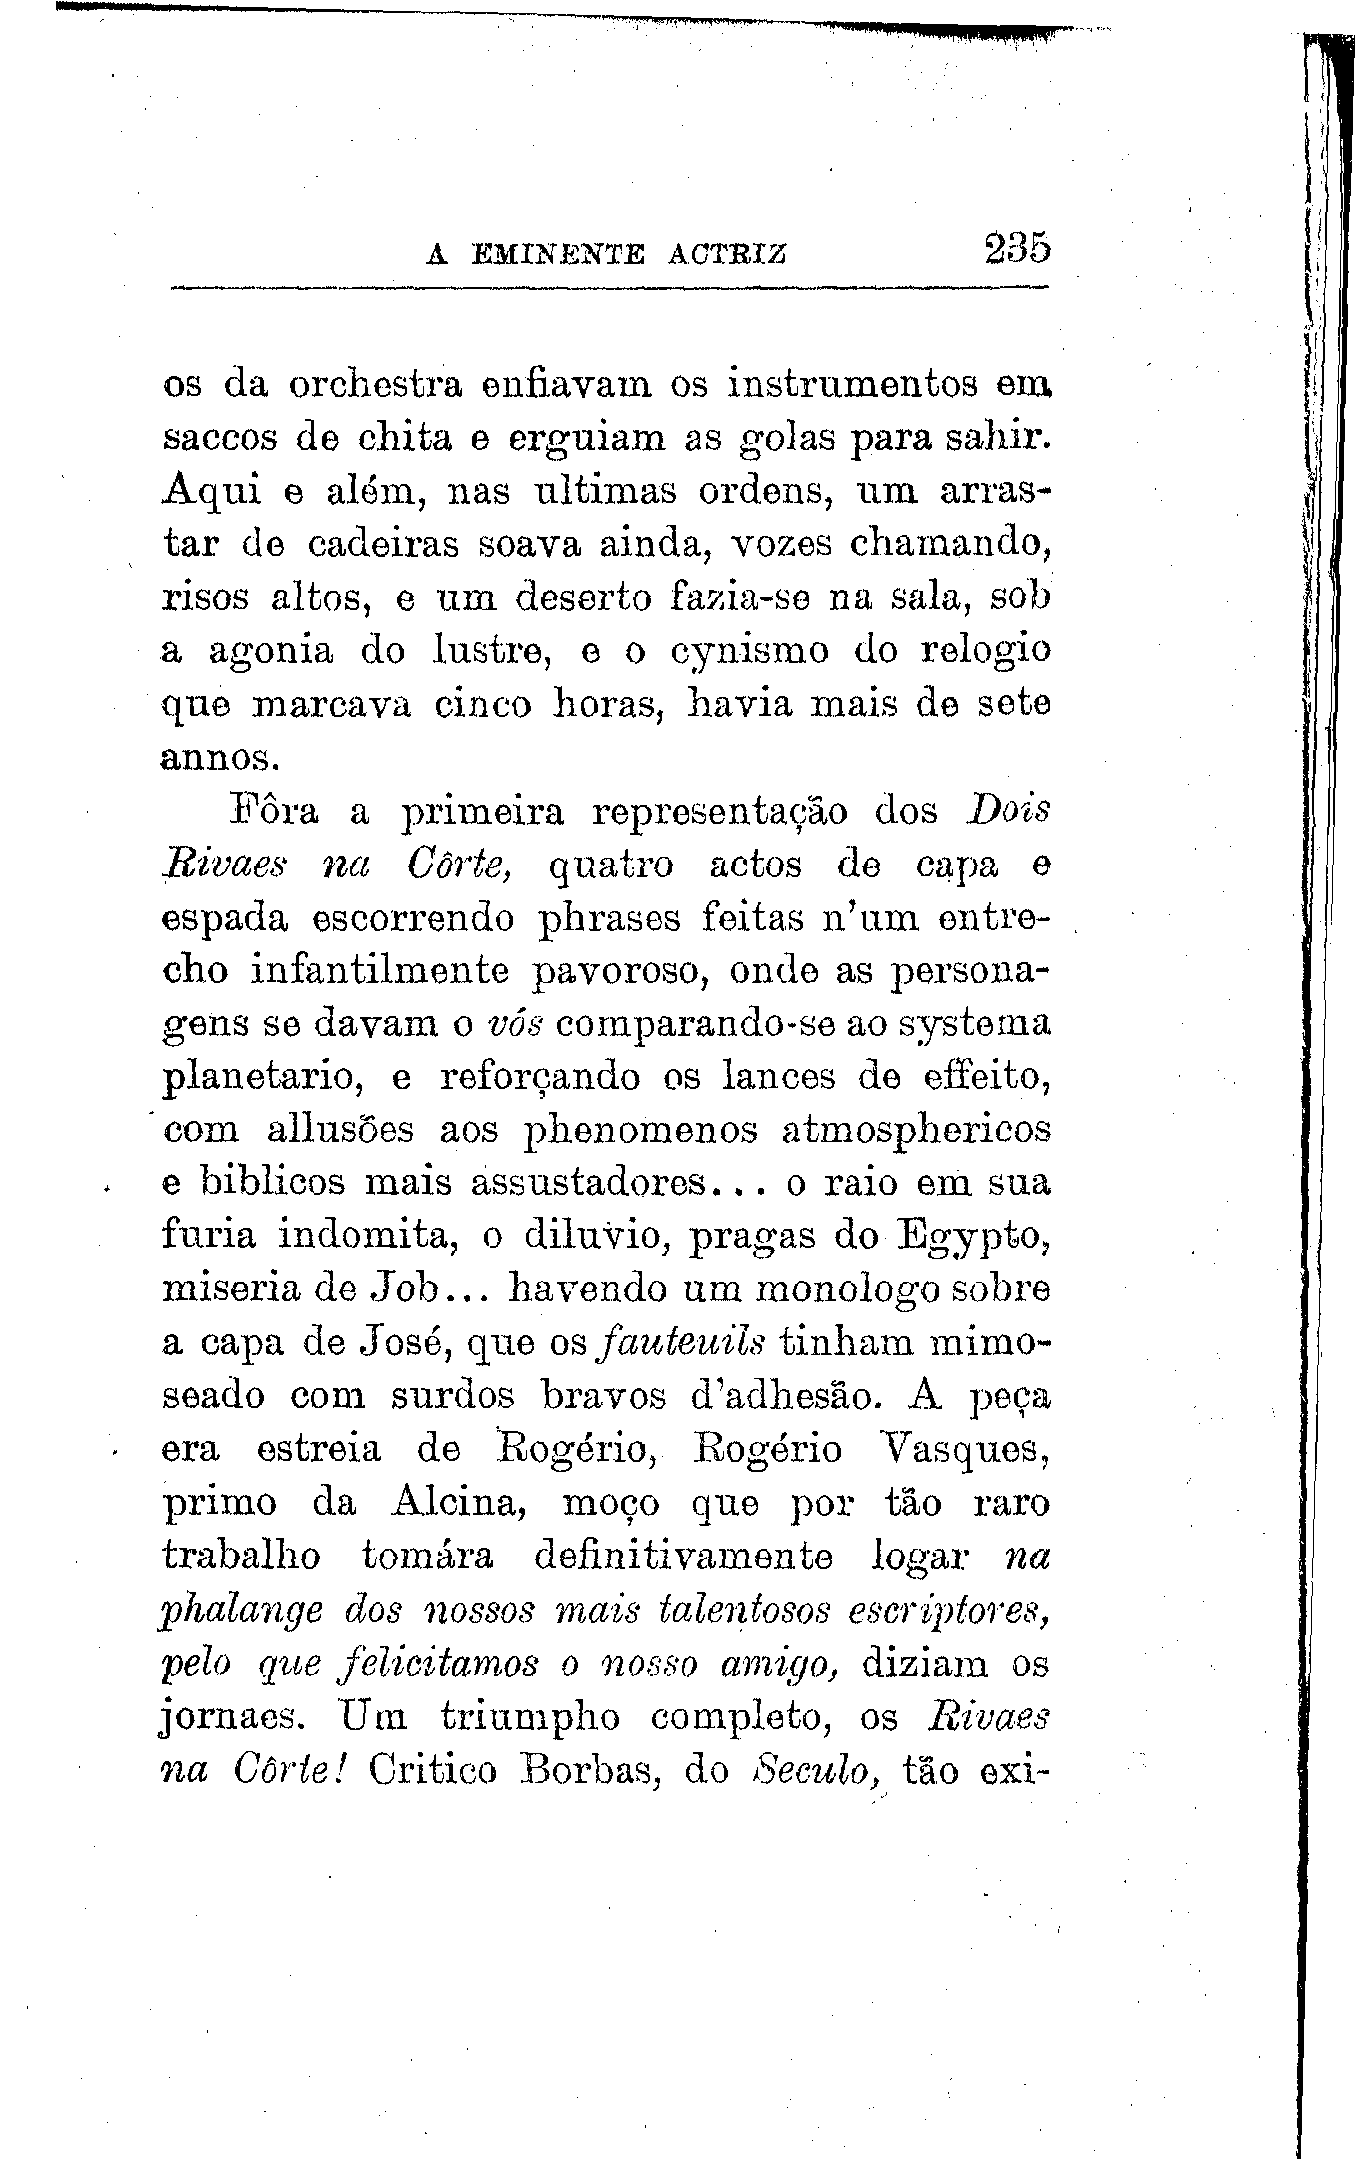 A EMINENTE ACTRIZ 235
os da orchestra enfiavam os instrumentos em
saccos de chita e erguiam as golas para sahir.
Aqui e além, nas ultimas ordens, um arras-
tar de cadeiras soava ainda, vozes chamando,
risos altos, e um deserto fazia-se na sala, sob
a agonia do lustre, e o cynismo do relogio
que marcava cinco horas, havia mais de sete
annos.
Fôra a primeira representação dos Dois
Rivaes na Côrte, quatro actos de capa e
espada escorrendo phrases feitas n'um entre-
cho infantilmente pavoroso, onde as persona-
gens se davam o vós comparando-se ao systema
planetario, e reforçando os lances de effeito,
com allusões aos phenomenos atmosphericos
e biblicos mais assustadores... o raio em sua
furia indomita, o diluvio, pragas do Egypto,
miseria de Job... havendo um monologo sobre
a capa de José, que os fauteuils tinham mimo-
seado com surdos bravos d'adhesão. A peça
era estreia de Rogério, Rogério Vasques,
primo da Alcina, moço que por tão raro
trabalho tomára definitivamente logar na
phalange dos nossos mais talentosos escriptores,
pelo que felicitamos o nosso amigo, diziam os
jornaes. Um triumpho completo, os Rivaes
na Côrte! Critico Borbas, do Seculo, tão exi-